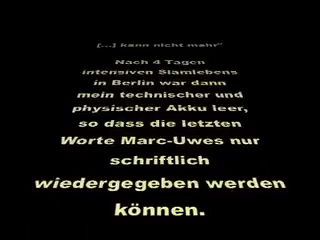 [...] kann nicht mehr"
Nach 4 Tagen
intensiven Slamlebens
in Berlin war dann
mein technischer und
physischer Akku leer,
so dass die letzten
Worte Marc-Uwes nur
schriftlich
wiedergegeben werden
können.